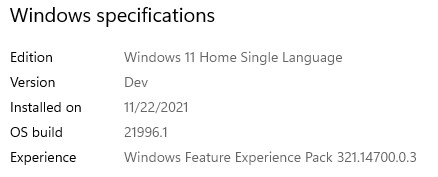 Windows specifications
Edition Windows 11 Home Single Language
Version Dev
Installed on 11/22/2021
OS build 21996.1
Experience Windows Feature Experience Pack 321.14700.0.3